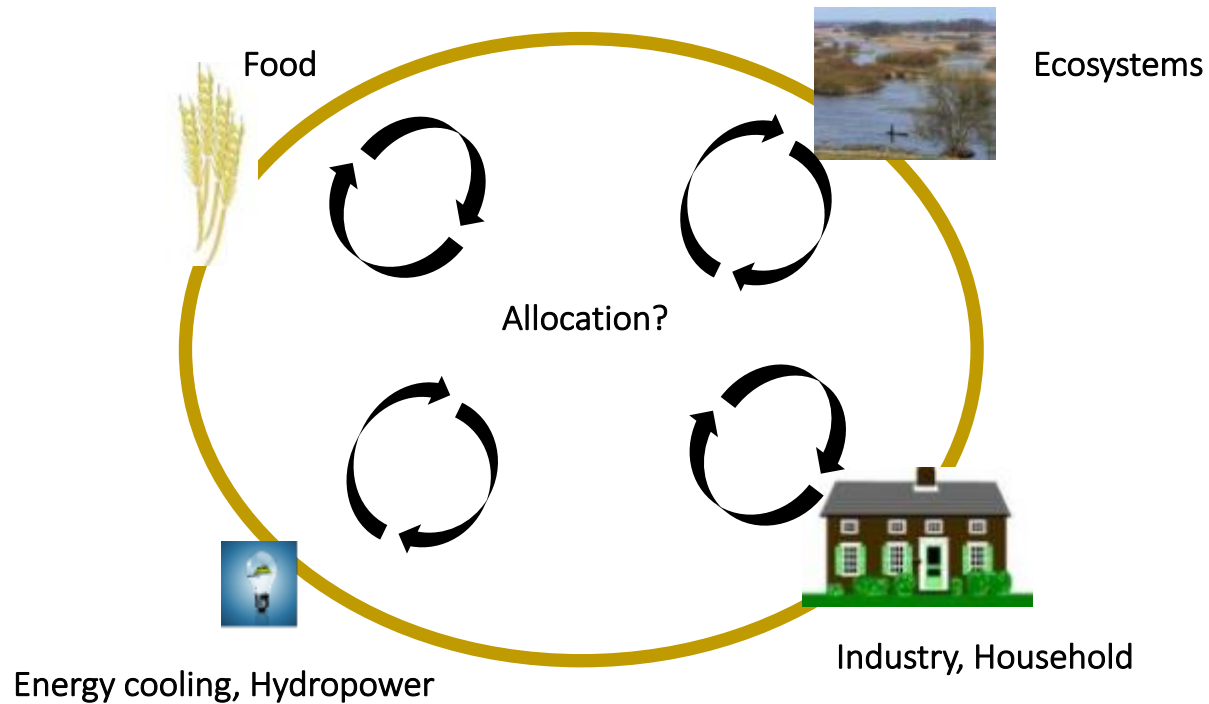 Food
Ecosystems
Allocation?
Industry, Household
Energy cooling, Hydropower